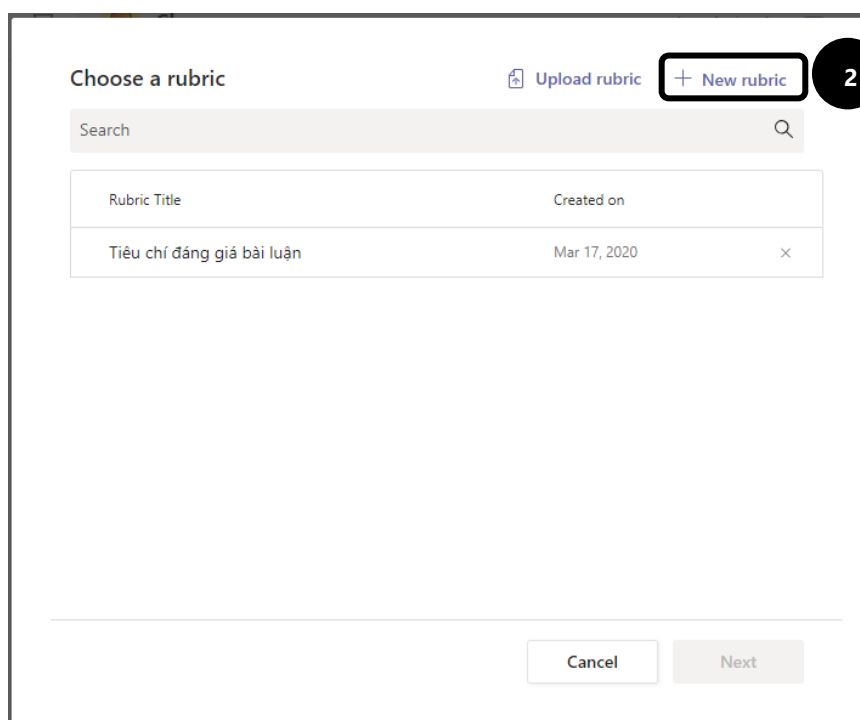 Choose a rubric Upload rubric + New rubric 2
Search
Rubric Title Created on
Tiêu chí đáng giá bài luận Mar 17, 2020 ×
Cancel Next